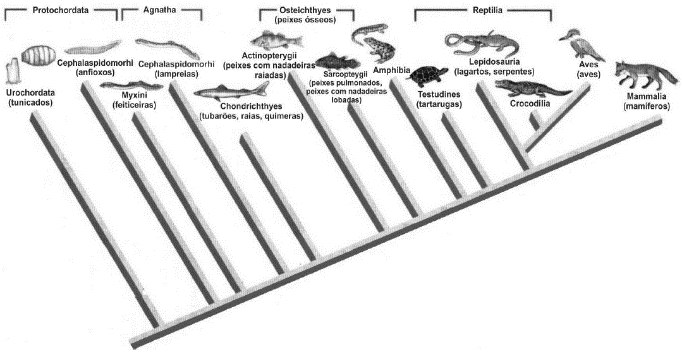 Protochordata
Agnatha
Osteichthyes
(peixes ósseos)
Reptilia
Urochordata
(tunicados)
Cephalaspidomorhi
(anfioxos)
Myxini
(feiticeiras)
Cephalaspidomorhi
(lampreias)
Chondrichthyes
(tubarões, raias, quimeras)
Actinopterygii
(peixes com nadadeiras
raiadas)
Sarcopteygii
(peixes pulmonados,
peixes com nadadeiras
lobadas)
Amphibia
Testudines
(tartarugas)
Lepidosauria
(lagartos, serpentes)
Crocodilia
Aves
(aves)
Mammalia
(mamiferos)